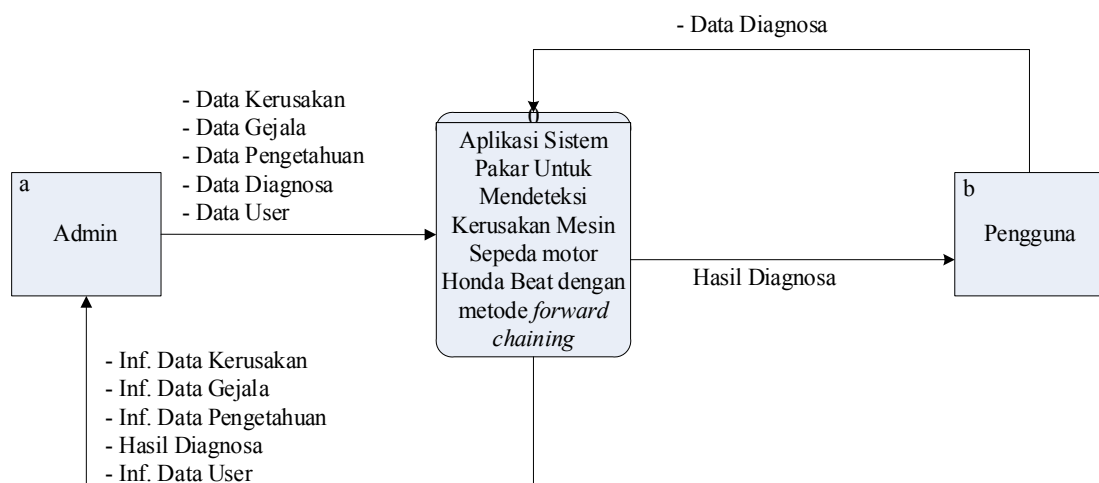 - Data Diagnosa
- Data Kerusakan
- Data Gejala
- Data Pengetahuan
- Data Diagnosa
- Data User
a
Admin
0
Aplikasi Sistem
Pakar Untuk
Mendeteksi
Kerusakan Mesin
Sepeda motor
Honda Beat dengan
metode forward
chaining
b
Pengguna
Hasil Diagnosa
- Inf. Data Kerusakan
- Inf. Data Gejala
- Inf. Data Pengetahuan
- Hasil Diagnosa
- Inf. Data User